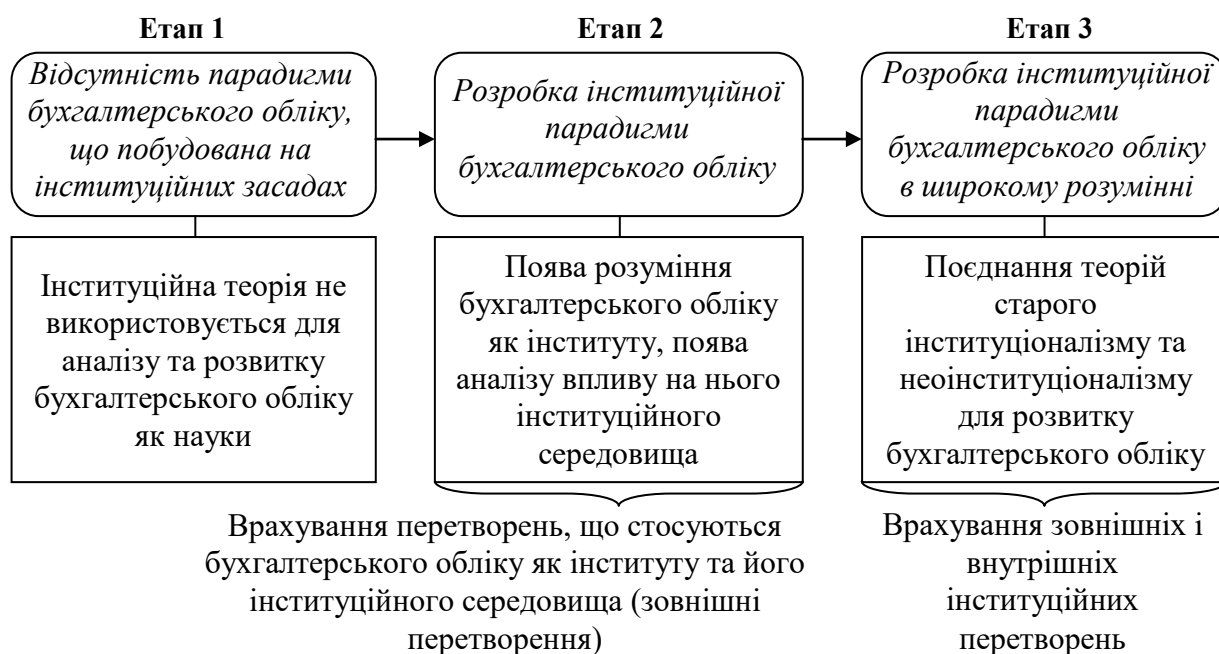 Етап 1
Відсутність парадигми
бухгалтерського обліку,
що побудована на
інституційних засадах
Інституційна теорія не
використовується для
аналізу та розвитку
бухгалтерського обліку
як науки
Етап 2
Розробка інституційної
парадигми
бухгалтерського обліку
Поява розуміння
бухгалтерського обліку
як інституту, поява
аналізу впливу на нього
інституційного
середовища
Врахування перетворень, що стосуються
бухгалтерського обліку як інституту та його
інституційного середовища (зовнішні
перетворення)
Етап 3
Розробка інституційної
парадигми
бухгалтерського обліку
в широкому розумінні
Поєднання теорій
старого
інституціоналізму та
неоінституціоналізму
для розвитку
бухгалтерського обліку
Врахування зовнішніх і
внутрішніх
інституційних
перетворень